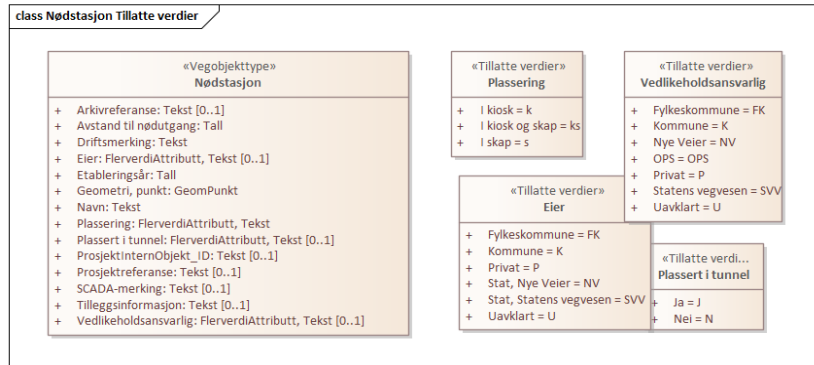 class Nødstasjon Tillatte verdier
«Vegobjekttype»
Nødstasjon
+ Arkivreferanse: Tekst [0..1]
+ Avstand til nødutgang: Tall
+ Driftsmerking: Tekst
+ Eier: FlerverdiAttributt, Tekst [0..1]
+ Etableringsår: Tall
+ Geometri, punkt: GeomPunkt
+ Navn: Tekst
+ Plassering: FlerverdiAttributt, Tekst
+ Plassert i tunnel: FlerverdiAttributt, Tekst [0..1]
+ ProsjektInternObjekt_ID: Tekst [0..1]
+ Prosjektreferanse: Tekst [0..1]
+ SCADA-merking: Tekst [0..1]
+ Tilleggsinformasjon: Tekst [0..1]
+ Vedlikeholdsansvarlig: FlerverdiAttributt, Tekst [0..1]
«Tillatte verdier»
Plassering
+ I kiosk = k
+ I kiosk og skap = ks
+ I skap = s
«Tillatte verdier»
Vedlikeholdsansvarlig
+ Fylkeskommune = FK
+ Kommune = K
+ Nye Veier = NV
+ OPS = OPS
+ Privat = P
+ Statens vegvesen = SVV
+ Uavklart = U
«Tillatte verdier»
Eier
+ Fylkeskommune = FK
+ Kommune = K
+ Privat = P
+ Stat, Nye Veier = NV
+ Stat, Statens vegvesen = SVV
+ Uavklart = U
«Tillatte verdi...
Plassert i tunnel
+ Ja = J
+ Nei = N